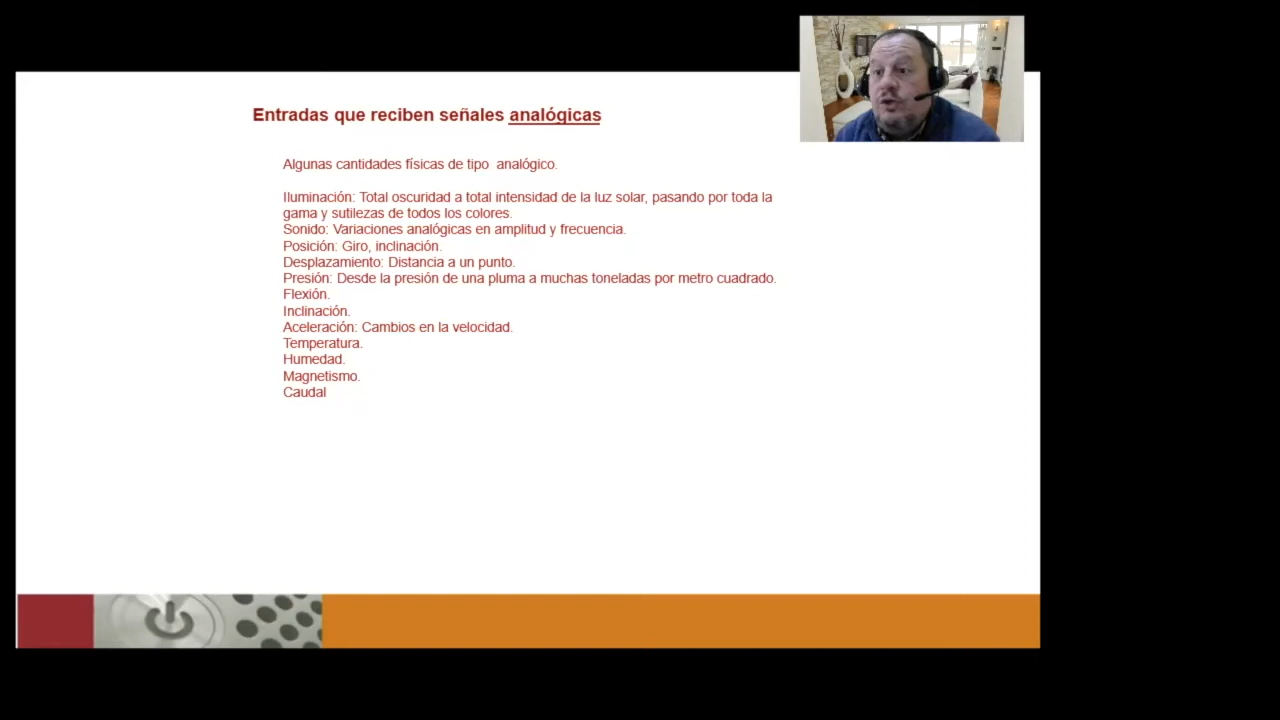 Entradas que reciben señales analógicas
Algunas cantidades físicas de tipo  analógico.
Iluminación: Total oscuridad a total intensidad de la luz solar, pasando por toda la
gama y sutilezas de todos los colores.
Sonido: Variaciones analógicas en amplitud y frecuencia.
Posición: Giro, inclinación.
Desplazamiento: Distancia a un punto.
Presión: Desde la presión de una pluma a muchas toneladas por metro cuadrado.
Flexión.
Inclinación.
Aceleración: Cambios en la velocidad.
Temperatura.
Humedad.
Magnetismo.
Caudal